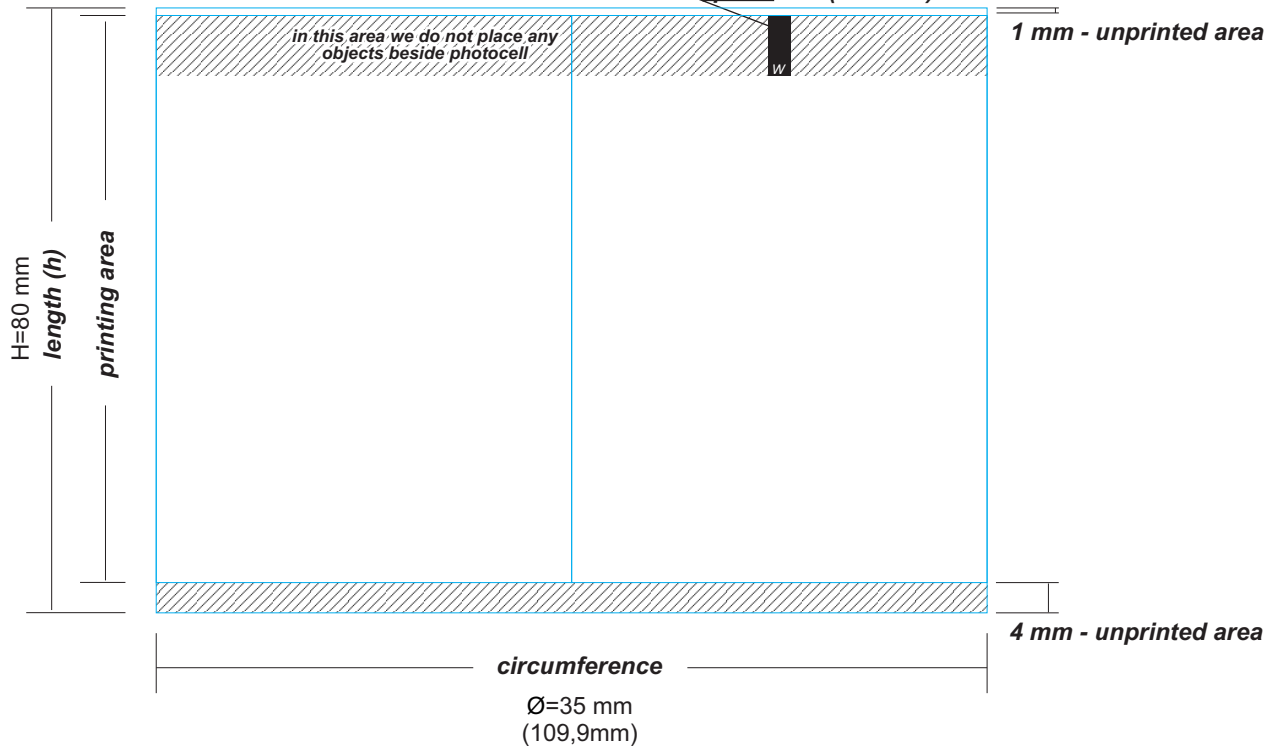 1 mm - unprinted area
in this area we do not place any
objects beside photocell
W
H=80 mm
length (h)
printing area
4 mm - unprinted area
circumference
Ø=35 mm
(109,9mm)